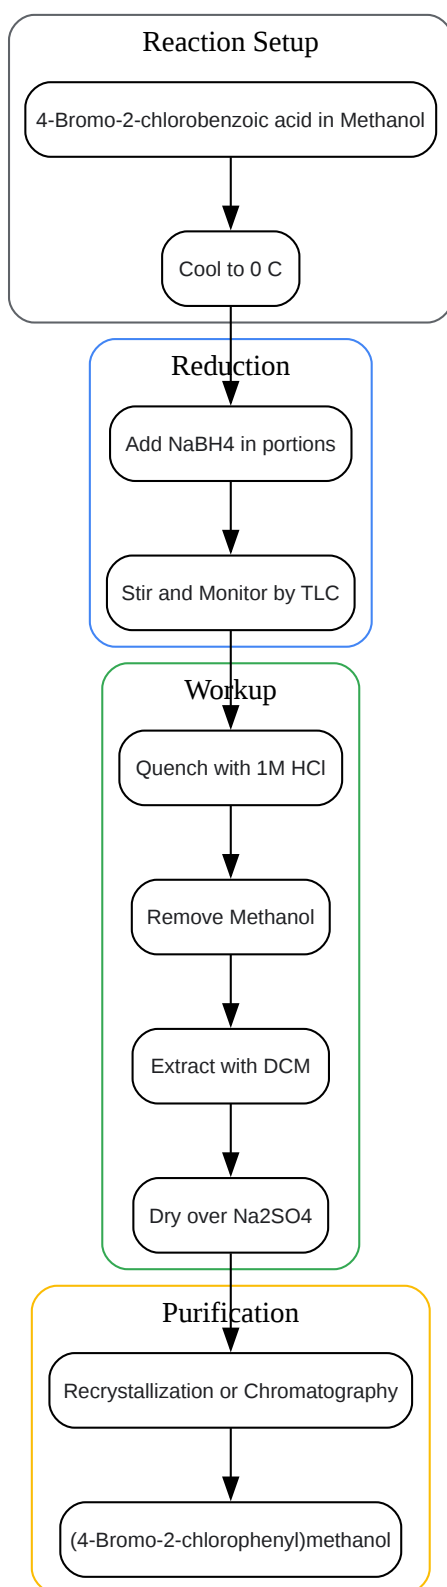 Reaction Setup
4-Bromo-2-chlorobenzoic acid in Methanol
Cool to 0 C
Reduction
Add NaBH4 in portions
Stir and Monitor by TLC
Workup
Quench with 1M HCl
Remove Methanol
Extract with DCM
Dry over Na2SO4
Purification
Recrystallization or Chromatography
(4-Bromo-2-chlorophenyl)methanol